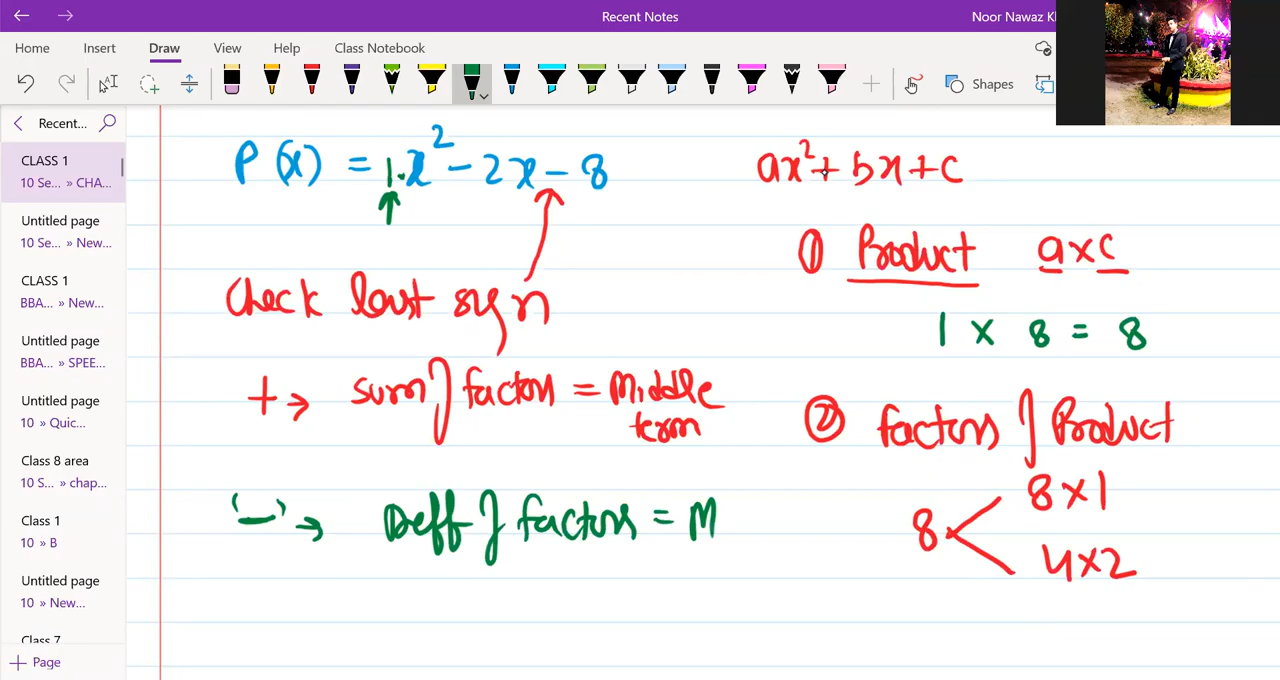 Recent Notes
Noor Nawaz Kh
Home Insert Draw View Help Class Notebook
Shapes
Recent...
CLASS 1
10 Se... » CHA...
Untitled page
10 Se... » New...
CLASS 1
BBA... » New...
Untitled page
BBA... » SPEE...
Untitled page
10 » Quic...
Class 8 area
10 S... » chap...
Class 1
10 » B
Untitled page
10 » New...
Class 7
Page
P(x) = 1·x² - 2x - 8
Check last sign
+ → sum of factors = Middle term
'-' → Deff of factors = M
ax² + bx + c
① Product a×c
1 × 8 = 8
② factors of Product
8 < 8×1
4×2